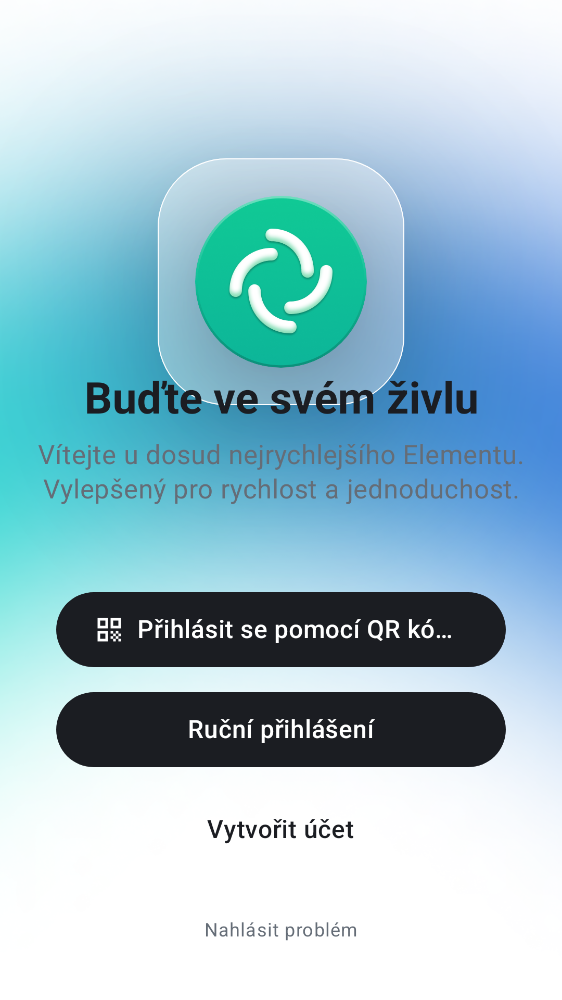 Buďte ve svém živlu
Vítejte u dosud nejrychlejšího Elementu.
Vylepšený pro rychlost a jednoduchost.
Přihlásit se pomocí QR kó…
Ruční přihlášení
Vytvořit účet
Nahlásit problém